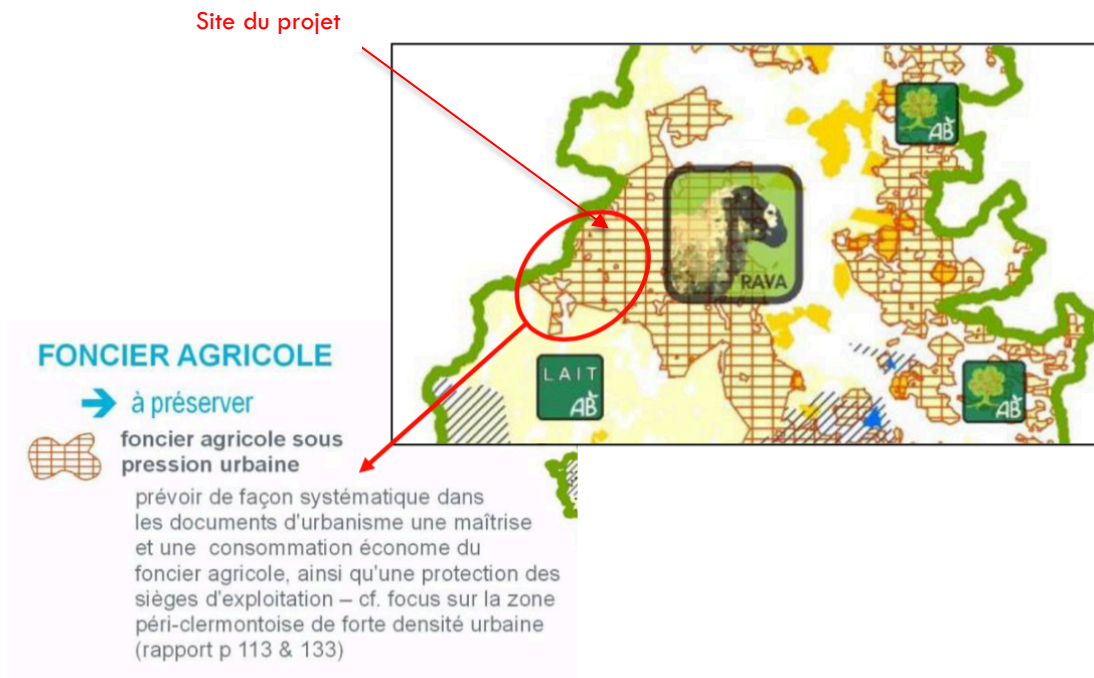 Site du projet
AB
RAVA
LAIT
AB
AB
FONCIER AGRICOLE
à préserver
foncier agricole sous
pression urbaine
prévoir de façon systématique dans
les documents d'urbanisme une maîtrise
et une consommation économe du
foncier agricole, ainsi qu'une protection des
sièges d'exploitation – cf. focus sur la zone
péri-clermontoise de forte densité urbaine
(rapport p 113 & 133)